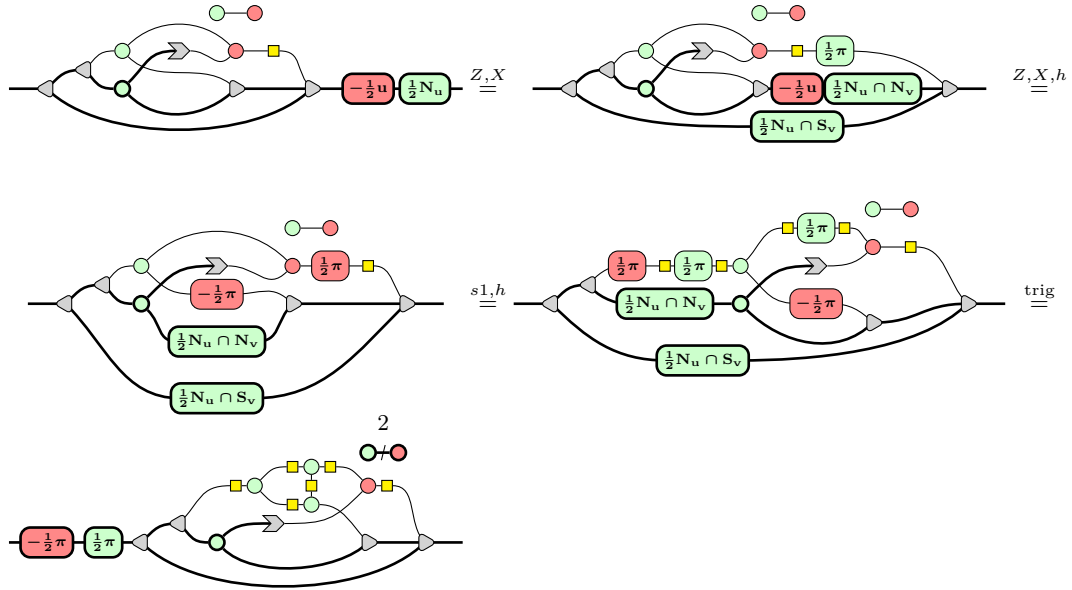 -½u ½N_u Z,X = ½π -½u ½N_u ∩ N_v ½N_u ∩ S_v Z,X,h =
½π -½π ½N_u ∩ N_v ½N_u ∩ S_v s1,h = ½π ½π ½π ½N_u ∩ N_v -½π ½N_u ∩ S_v trig =
2
-½π ½π